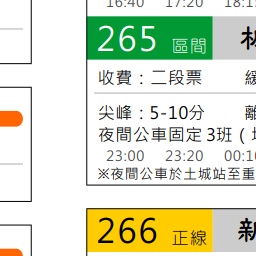 16:40 17:20 18:1
265 區間
收費：二段票 緩
尖峰：5-10分 離
夜間公車固定 3班（
23:00 23:20 00:10
※夜間公車於土城站至重
266 正線 新